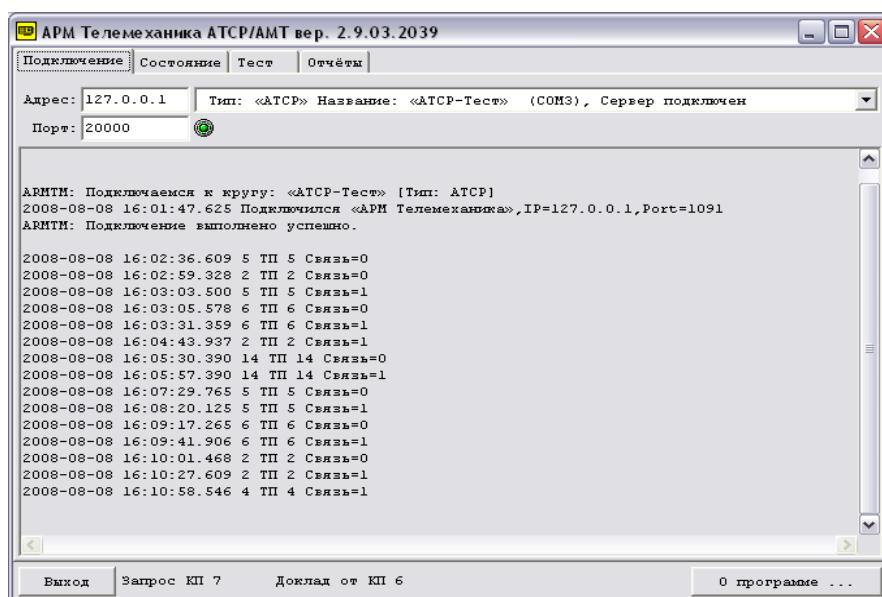 АРМ Телемеханика АТСР/АМТ вер. 2.9.03.2039
Подключение Состояние Тест Отчёты
Адрес: 127.0.0.1 Тип: «АТСР» Название: «АТСР-Тест» (COM3), Сервер подключен
Порт: 20000
ARMTM: Подключаемся к кругу: «АТСР-Тест» [Тип: АТСР]
2008-08-08 16:01:47.625 Подключился «АРМ Телемеханика»,IP=127.0.0.1,Port=1091
ARMTM: Подключение выполнено успешно.
2008-08-08 16:02:36.609 5 ТП 5 Связь=0
2008-08-08 16:02:59.328 2 ТП 2 Связь=0
2008-08-08 16:03:03.500 5 ТП 5 Связь=1
2008-08-08 16:03:05.578 6 ТП 6 Связь=0
2008-08-08 16:03:31.359 6 ТП 6 Связь=1
2008-08-08 16:04:43.937 2 ТП 2 Связь=1
2008-08-08 16:05:30.390 14 ТП 14 Связь=0
2008-08-08 16:05:57.390 14 ТП 14 Связь=1
2008-08-08 16:07:29.765 5 ТП 5 Связь=0
2008-08-08 16:08:20.125 5 ТП 5 Связь=1
2008-08-08 16:09:17.265 6 ТП 6 Связь=0
2008-08-08 16:09:41.906 6 ТП 6 Связь=1
2008-08-08 16:10:01.468 2 ТП 2 Связь=0
2008-08-08 16:10:27.609 2 ТП 2 Связь=1
2008-08-08 16:10:58.546 4 ТП 4 Связь=1
Выход Запрос КП 7 Доклад от КП 6 О программе ...